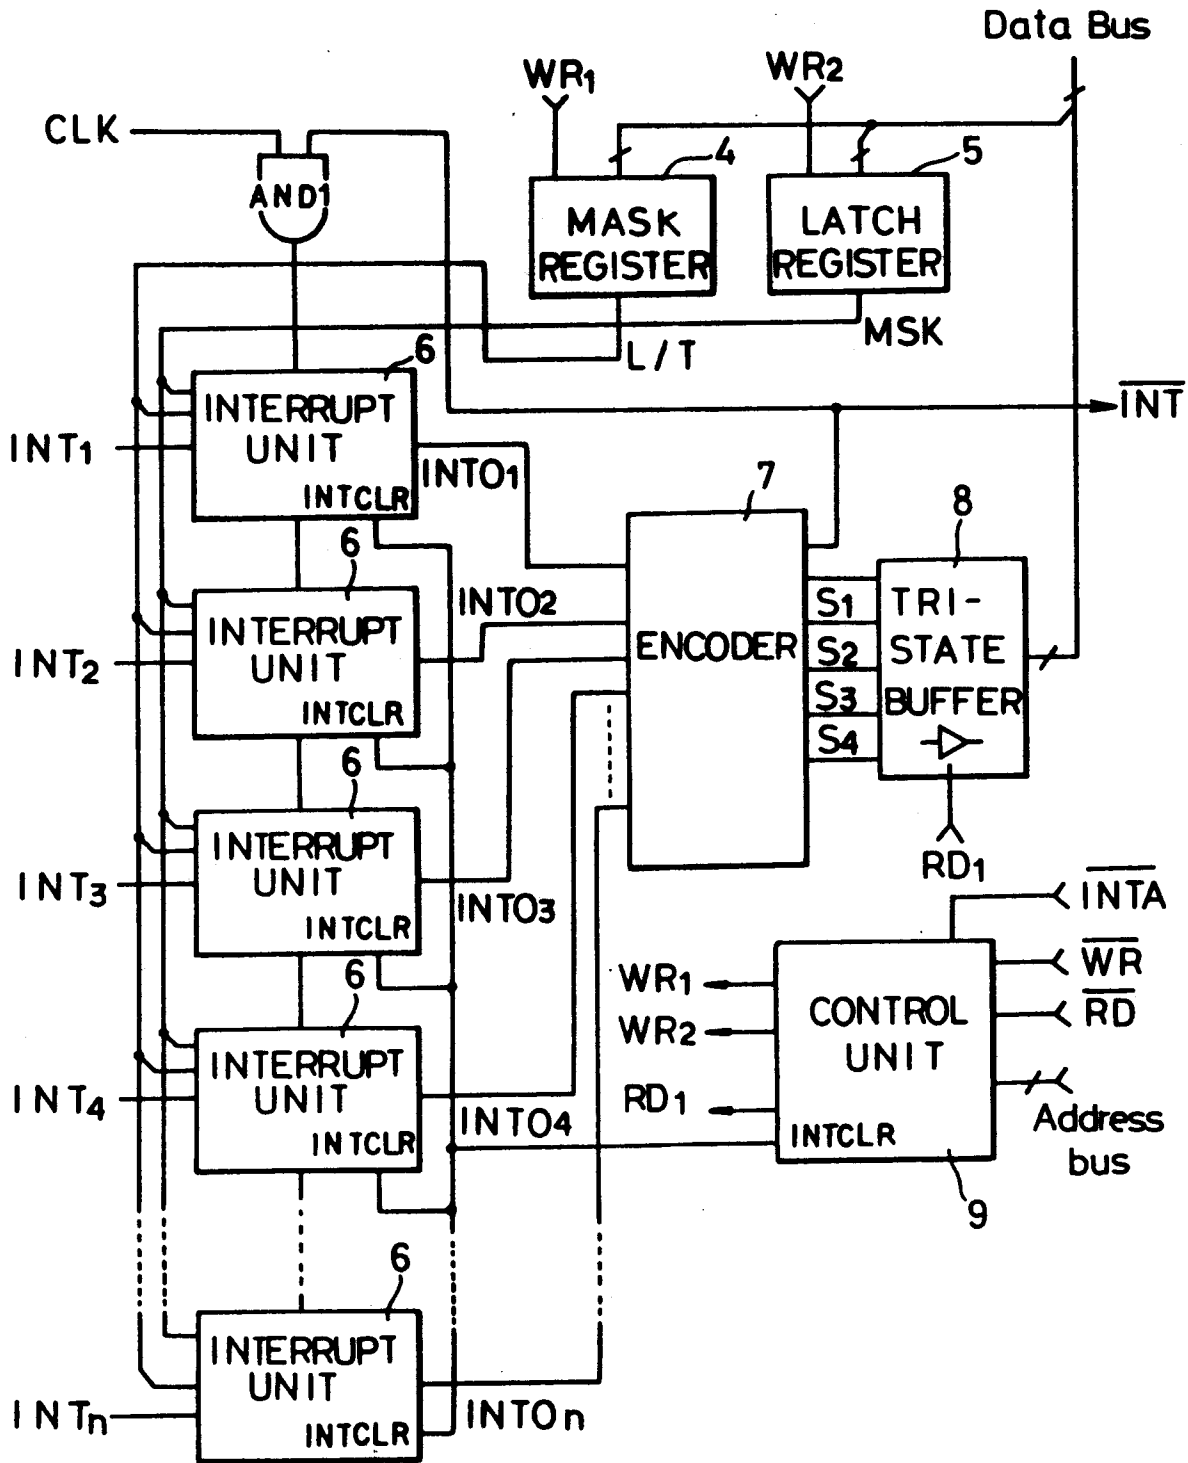 Data Bus
WR1
WR2
CLK
4
5
AND1
MASK
REGISTER
LATCH
REGISTER
MSK
L/T
6
INT
INTERRUPT
UNIT
INT1
INTO1
INTCLR
7
8
6
INTO2
S1
TRI-
INTERRUPT
UNIT
ENCODER
S2
STATE
INT2
S3
BUFFER
INTCLR
S4
6
INTERRUPT
UNIT
RD1
INT3
INTO3
INTA
INTCLR
WR
6
WR1
CONTROL
UNIT
RD
WR2
INTERRUPT
UNIT
INT4
RD1
INTO4
Address
bus
INTCLR
INTCLR
9
6
INTERRUPT
UNIT
INTn
INTOn
INTCLR